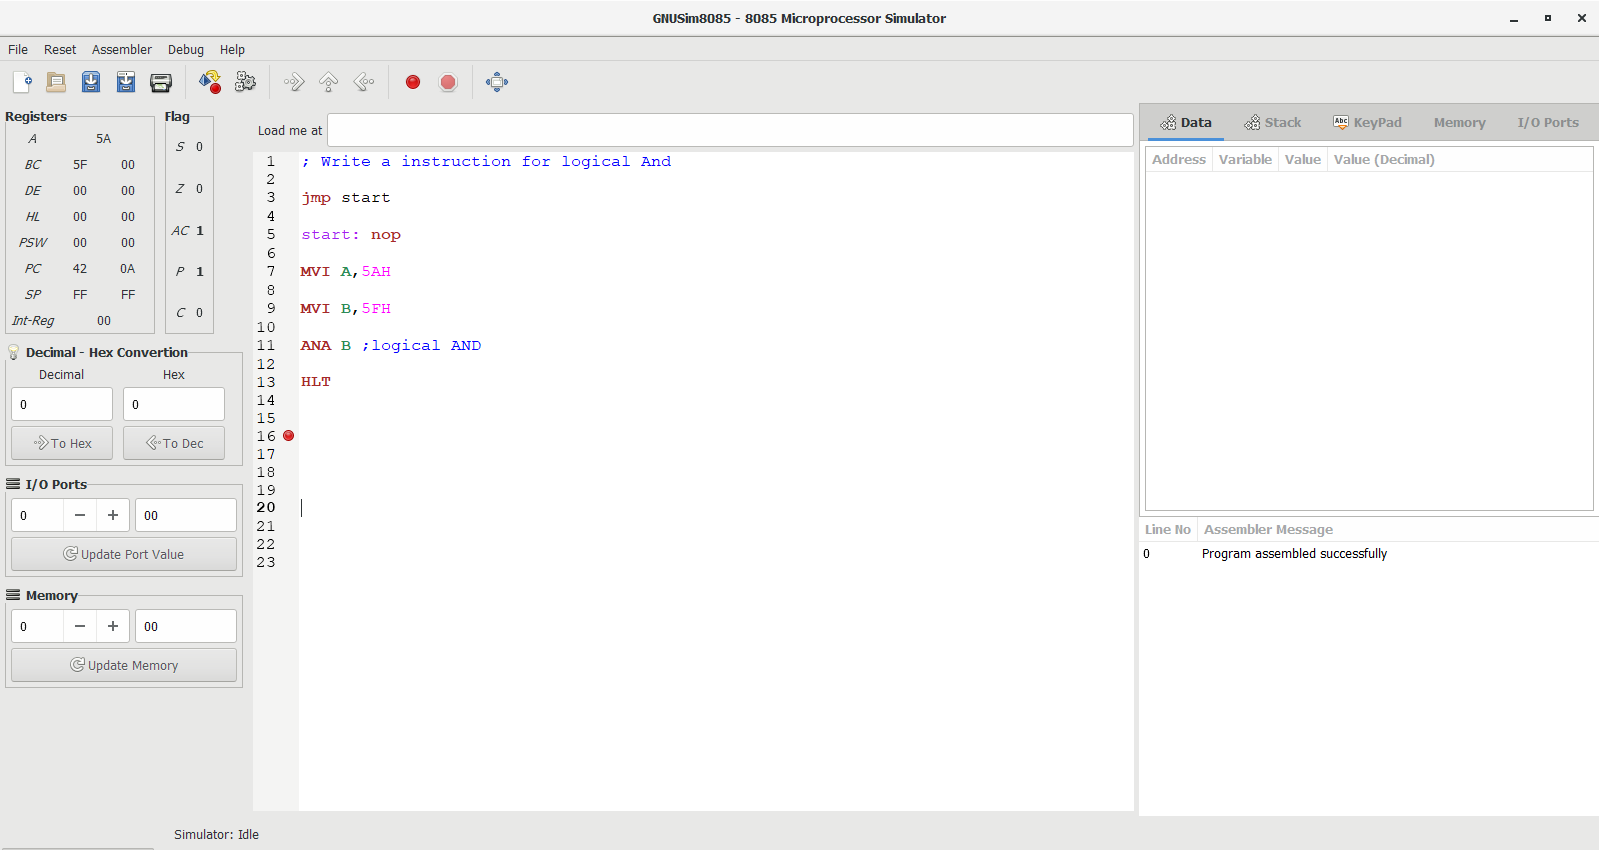 GNUSim8085 - 8085 Microprocessor Simulator
File Reset Assembler Debug Help
Registers
A 5A
BC 5F 00
DE 00 00
HL 00 00
PSW 00 00
PC 42 0A
SP FF FF
Int-Reg 00
Flag
S 0
Z 0
AC 1
P 1
C 0
Decimal - Hex Convertion
Decimal Hex
0 0
To Hex To Dec
I/O Ports
0 − + 00
Update Port Value
Memory
0 − + 00
Update Memory
Load me at
1 ; Write a instruction for logical And
2
3 jmp start
4
5 start: nop
6
7 MVI A,5AH
8
9 MVI B,5FH
10
11 ANA B ;logical AND
12
13 HLT
14
15
16
17
18
19
20
21
22
23
Data Stack Abc KeyPad Memory I/O Ports
Address Variable Value Value (Decimal)
Line No Assembler Message
0 Program assembled successfully
Simulator: Idle